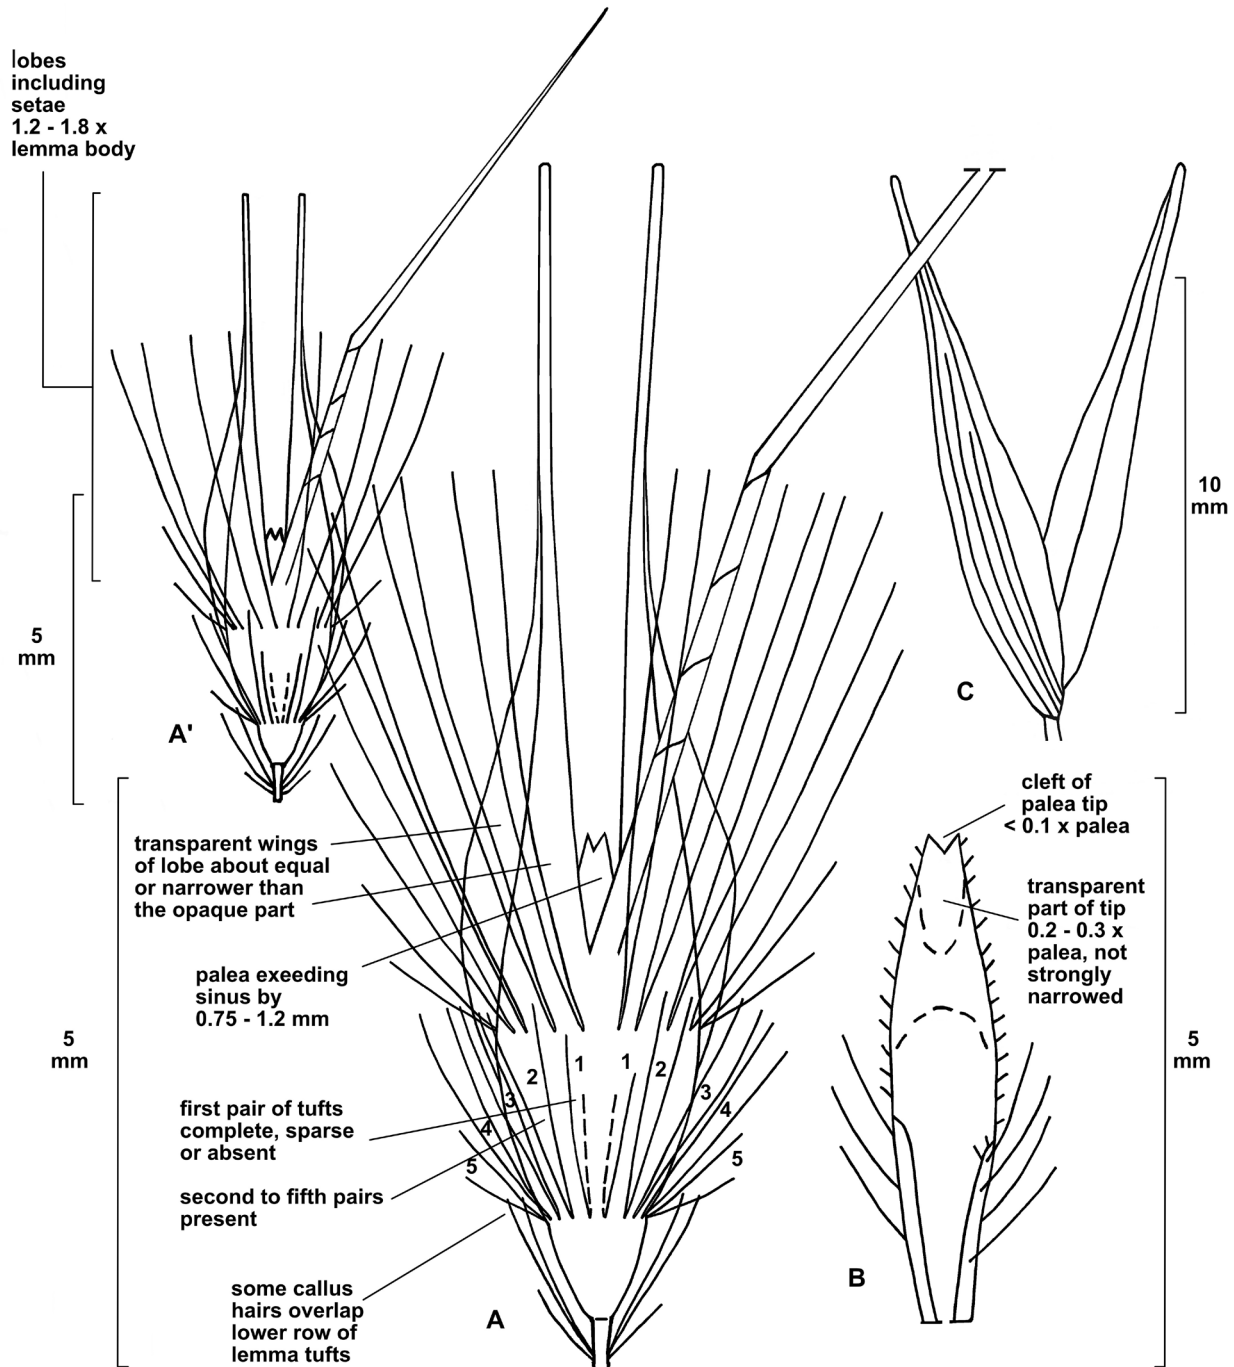 lobes
including
setae
1.2 - 1.8 x
lemma body
10
mm
C
5
mm
A'
cleft of
palea tip
< 0.1 x palea
transparent wings
of lobe about equal
or narrower than
the opaque part
transparent
part of tip
0.2 - 0.3 x
palea, not
strongly
narrowed
palea exeeding
sinus by
0.75 - 1.2 mm
5
mm
5
mm
1 1
2 2
3 3
4 4
5 5
first pair of tufts
complete, sparse
or absent
second to fifth pairs
present
some callus
hairs overlap
lower row of
lemma tufts
A
B